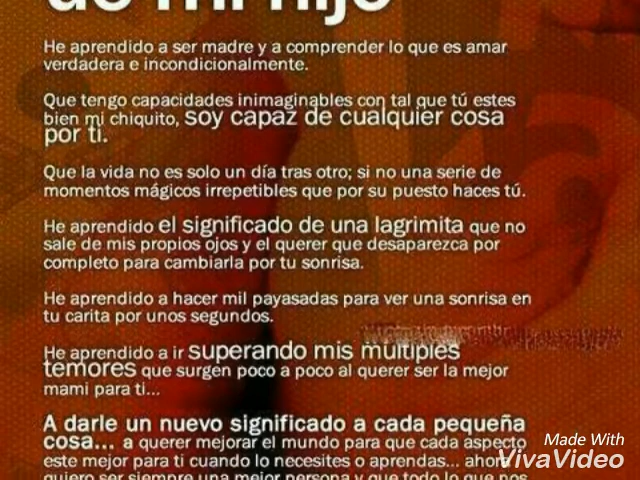 de mi hijo
He aprendido a ser madre y a comprender lo que es amar
verdadera e incondicionalmente.
Que tengo capacidades inimaginables con tal que tú estes
bien mi chiquito, soy capaz de cualquier cosa
por ti.
Que la vida no es solo un día tras otro; si no una serie de
momentos mágicos irrepetibles que por su puesto haces tú.
He aprendido el significado de una lagrimita que no
sale de mis propios ojos y el querer que desaparezca por
completo para cambiarla por tu sonrisa.
He aprendido a hacer mil payasadas para ver una sonrisa en
tu carita por unos segundos.
He aprendido a ir superando mis múltiples
temores que surgen poco a poco al querer ser la mejor
mami para ti...
A darle un nuevo significado a cada pequeña
cosa... a querer mejorar el mundo para que cada aspecto
este mejor para ti cuando lo necesites o aprendas... ahora
quiero ser siempre una mejor persona y que todo lo que nos
Made With
VivaVideo